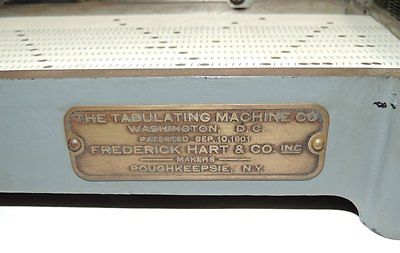 THE TABULATING MACHINE CO.
WASHINGTON, D.C.
PATENTED SEP. 10, 1901
FREDERICK HART & CO. INC
MAKERS
POUGHKEEPSIE, N.Y.